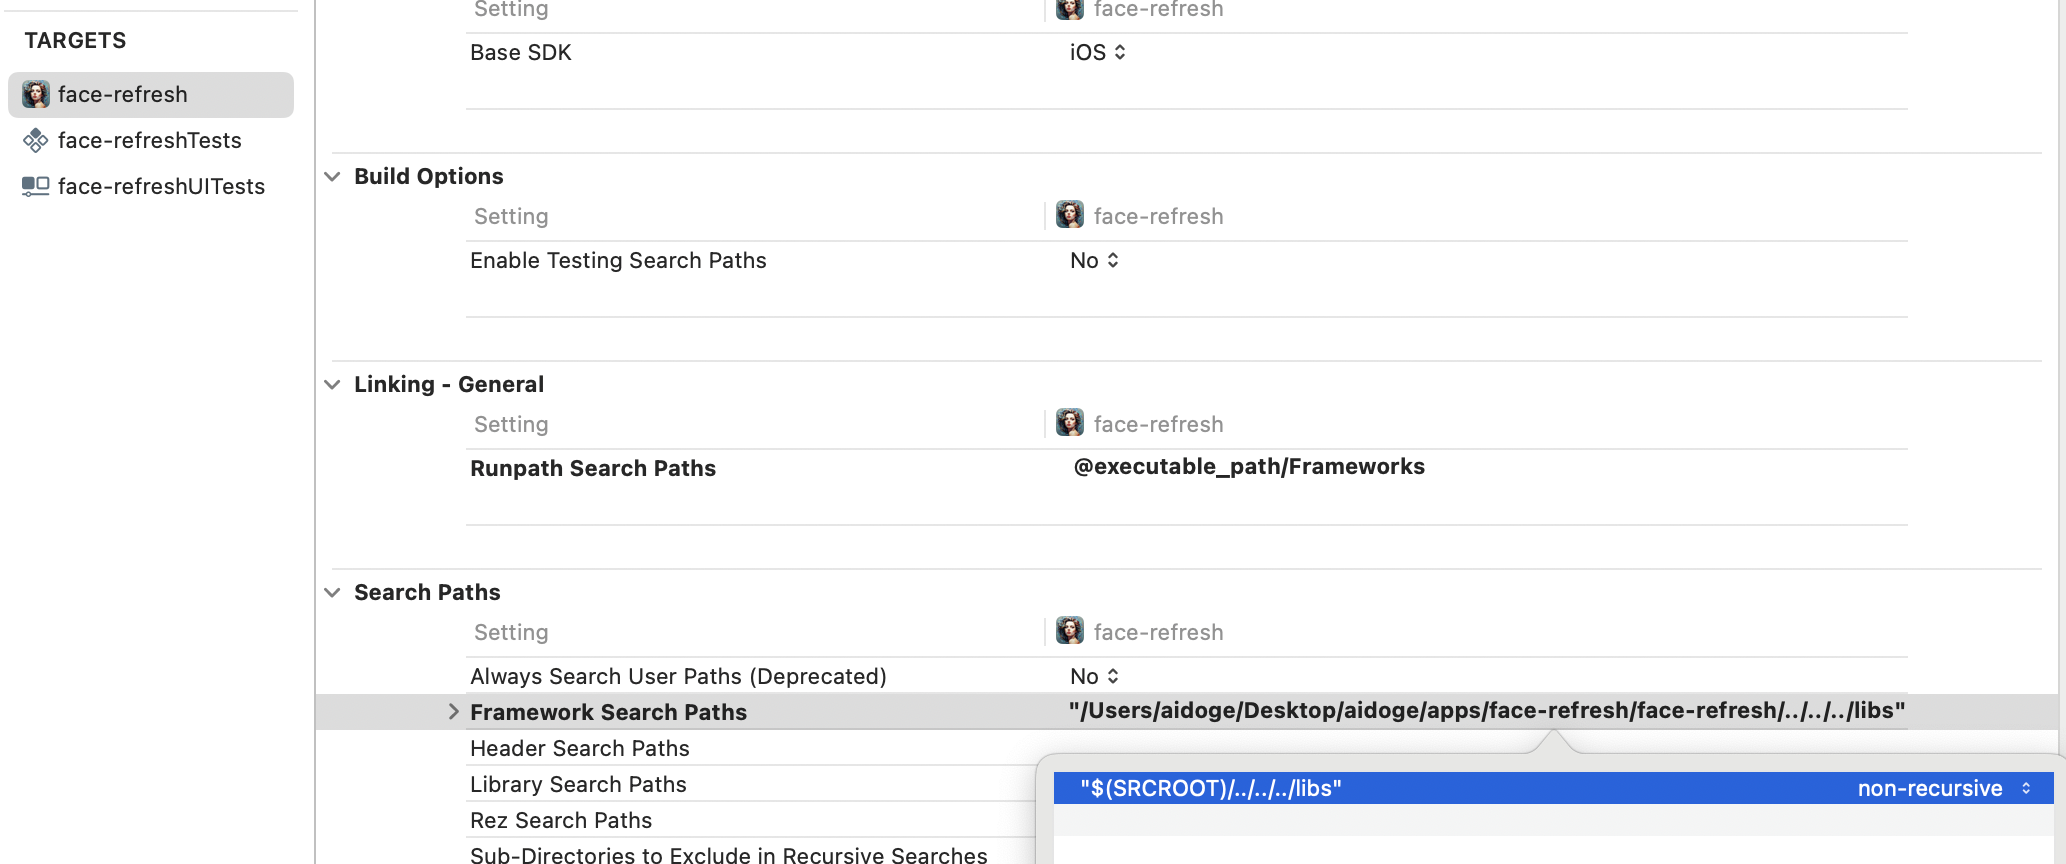 Setting face-refresh
TARGETS
Base SDK iOS
face-refresh
face-refreshTests
Build Options
face-refreshUITests
Setting face-refresh
Enable Testing Search Paths No
Linking - General
Setting face-refresh
Runpath Search Paths @executable_path/Frameworks
Search Paths
Setting face-refresh
Always Search User Paths (Deprecated) No
Framework Search Paths "/Users/aidoge/Desktop/aidoge/apps/face-refresh/face-refresh/../../../libs"
Header Search Paths
Library Search Paths "$(SRCROOT)/../../../libs" non-recursive
Rez Search Paths
Sub-Directories to Exclude in Recursive Searches